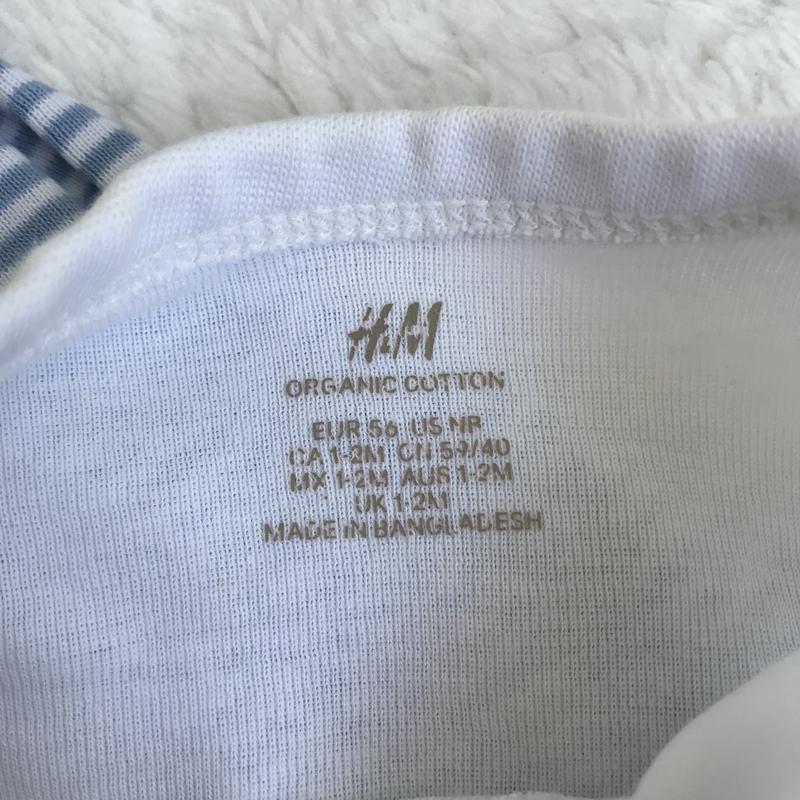 H&M
ORGANIC COTTON
EUR 56 US NB
CA 1-2M CN 59/40
MX 1-2M AUS 1-2M
UK 1-2M
MADE IN BANGLADESH